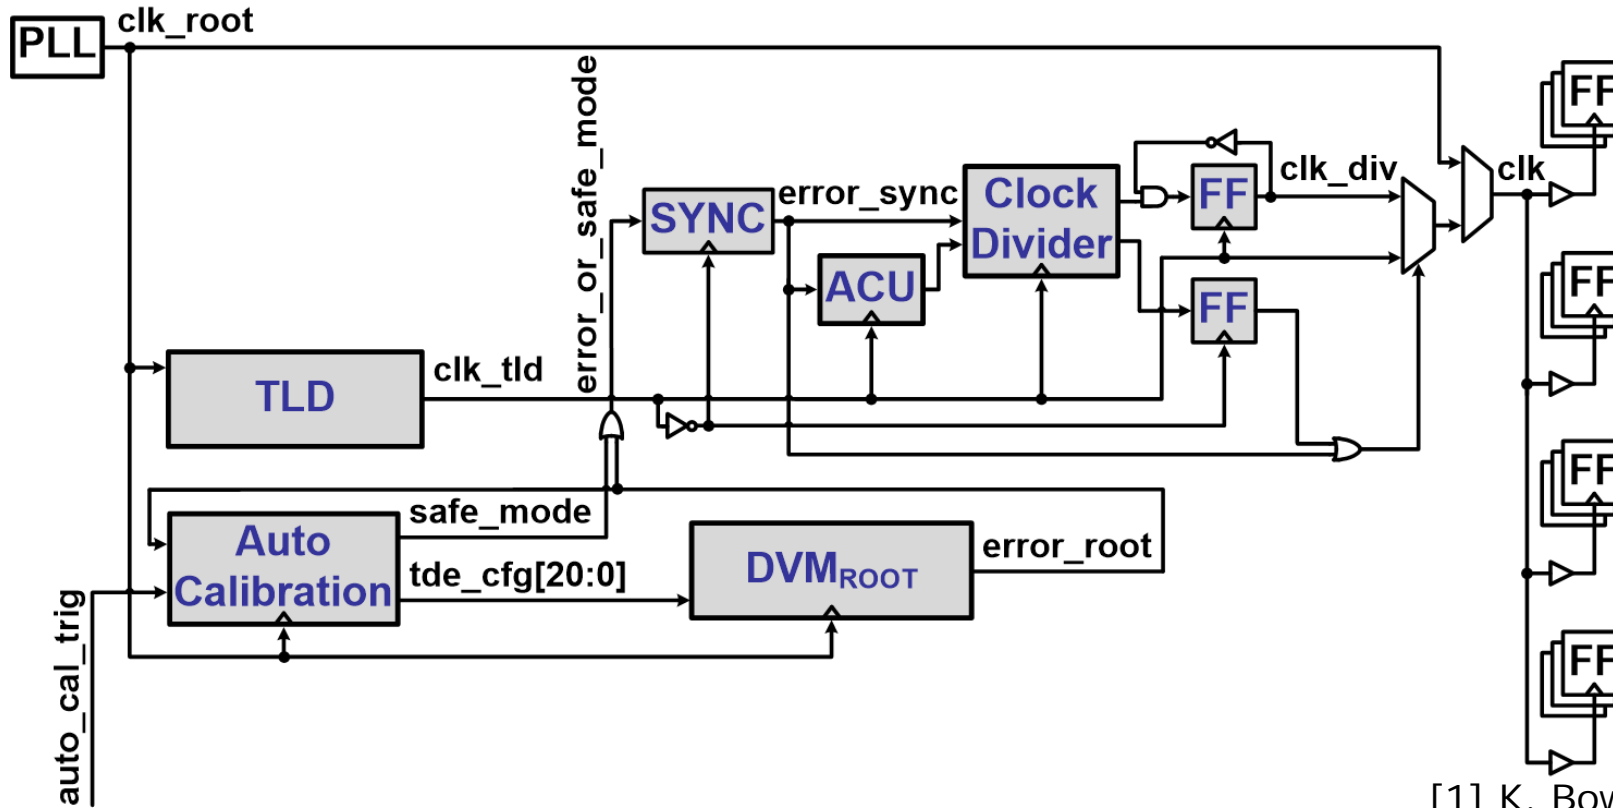 PLL
clk_root
FF
error_or_safe_mode
SYNC
error_sync
Clock
Divider
FF
clk_div
clk
ACU
FF
FF
TLD
clk_tld
FF
Auto
Calibration
safe_mode
tde_cfg[20:0]
DVMROOT
error_root
auto_cal_trig
FF
[1] K. Bow